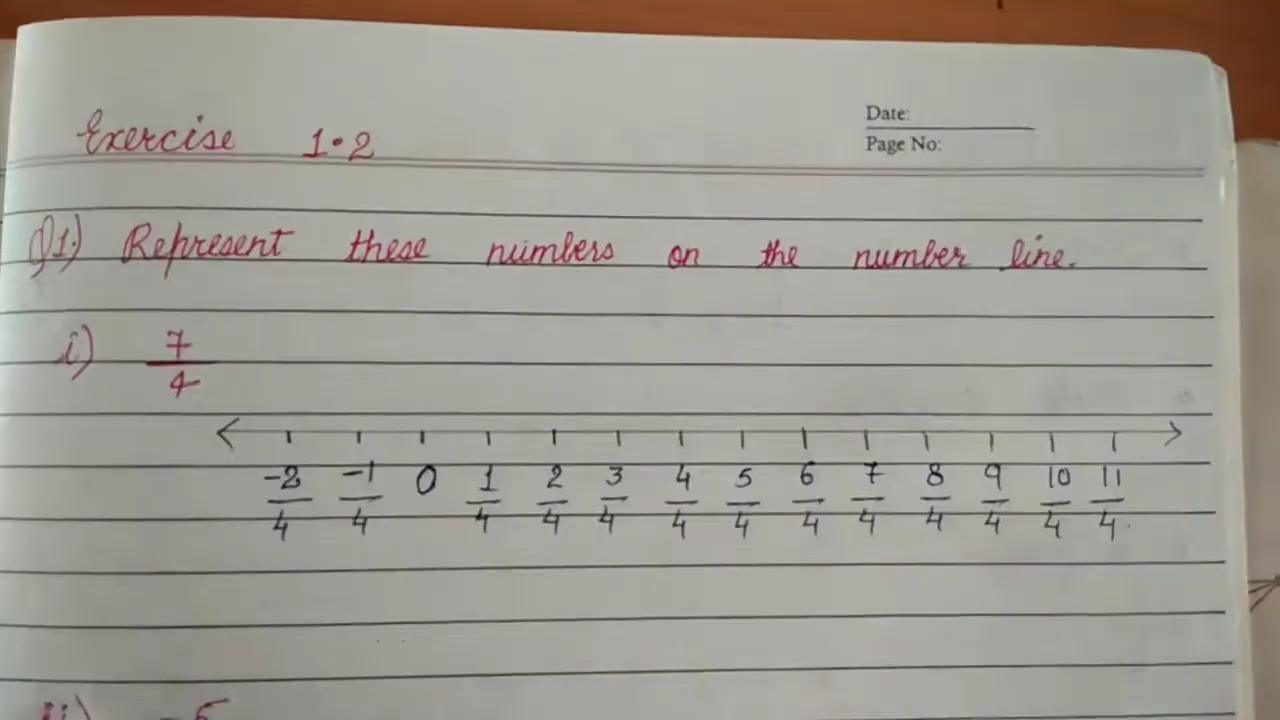 Date:
Exercise 1.2
Page No:
Q1.) Represent these numbers on the number line.
i) 7/4
-2/4 -1/4 0 1/4 2/4 3/4 4/4 5/4 6/4 7/4 8/4 9/4 10/4 11/4